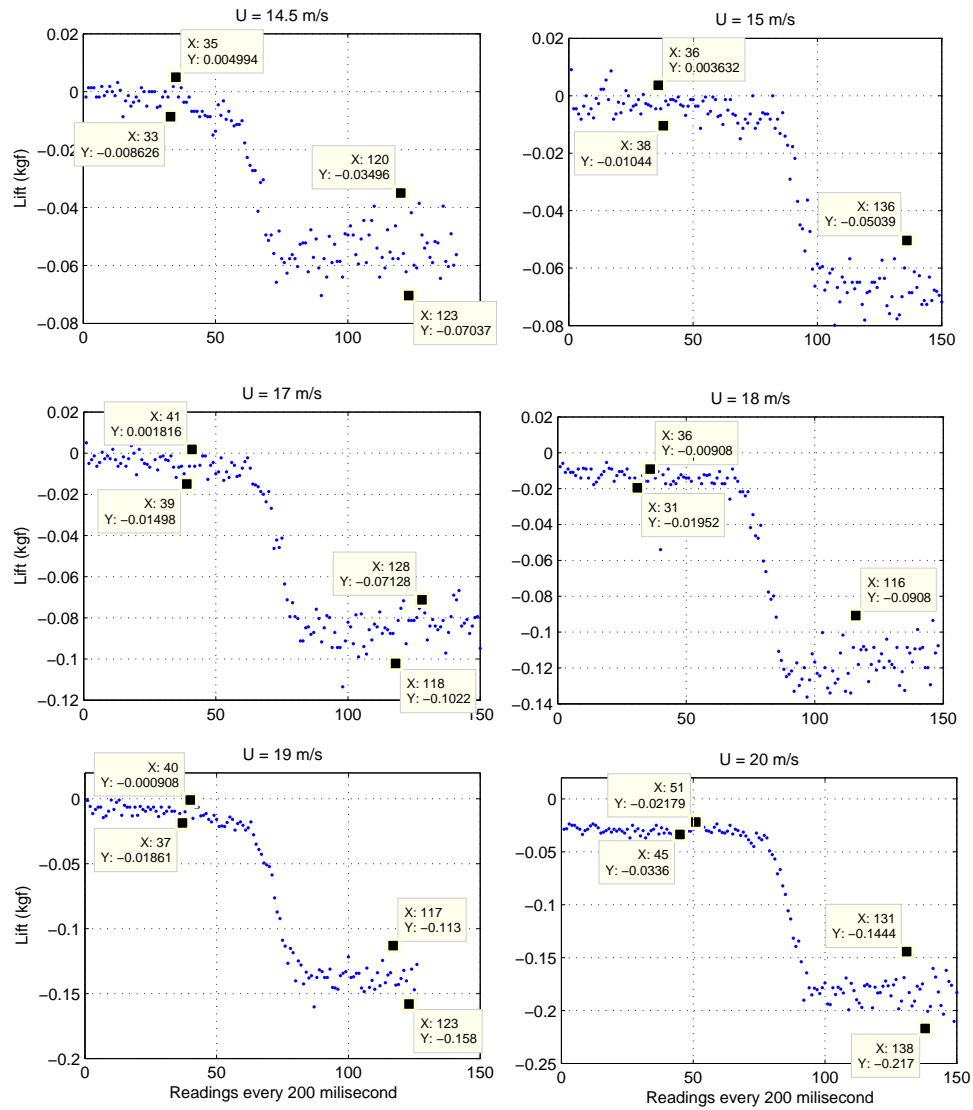 U = 14.5 m/s
0.02
0
−0.02
−0.04
−0.06
−0.08
Lift (kgf)
X: 35
Y: 0.004994
X: 33
Y: −0.008626
X: 120
Y: −0.03496
X: 123
Y: −0.07037
0
50
100
U = 15 m/s
0.02
0
−0.02
−0.04
−0.06
−0.08
X: 36
Y: 0.003632
X: 38
Y: −0.01044
X: 136
Y: −0.05039
0
50
100
150
U = 17 m/s
0.02
0
−0.02
−0.04
−0.06
−0.08
−0.1
−0.12
Lift (kgf)
X: 41
Y: 0.001816
X: 39
Y: −0.01498
X: 128
Y: −0.07128
X: 118
Y: −0.1022
0
50
100
150
U = 18 m/s
0.02
0
−0.02
−0.04
−0.06
−0.08
−0.1
−0.12
−0.14
X: 36
Y: −0.00908
X: 31
Y: −0.01952
X: 116
Y: −0.0908
0
50
100
150
U = 19 m/s
0
−0.05
−0.1
−0.15
−0.2
Lift (kgf)
X: 40
Y: −0.000908
X: 37
Y: −0.01861
X: 117
Y: −0.113
X: 123
Y: −0.158
0
50
100
150
Readings every 200 milisecond
U = 20 m/s
0
−0.05
−0.1
−0.15
−0.2
−0.25
X: 51
Y: −0.02179
X: 45
Y: −0.0336
X: 131
Y: −0.1444
X: 138
Y: −0.217
0
50
100
150
Readings every 200 milisecond